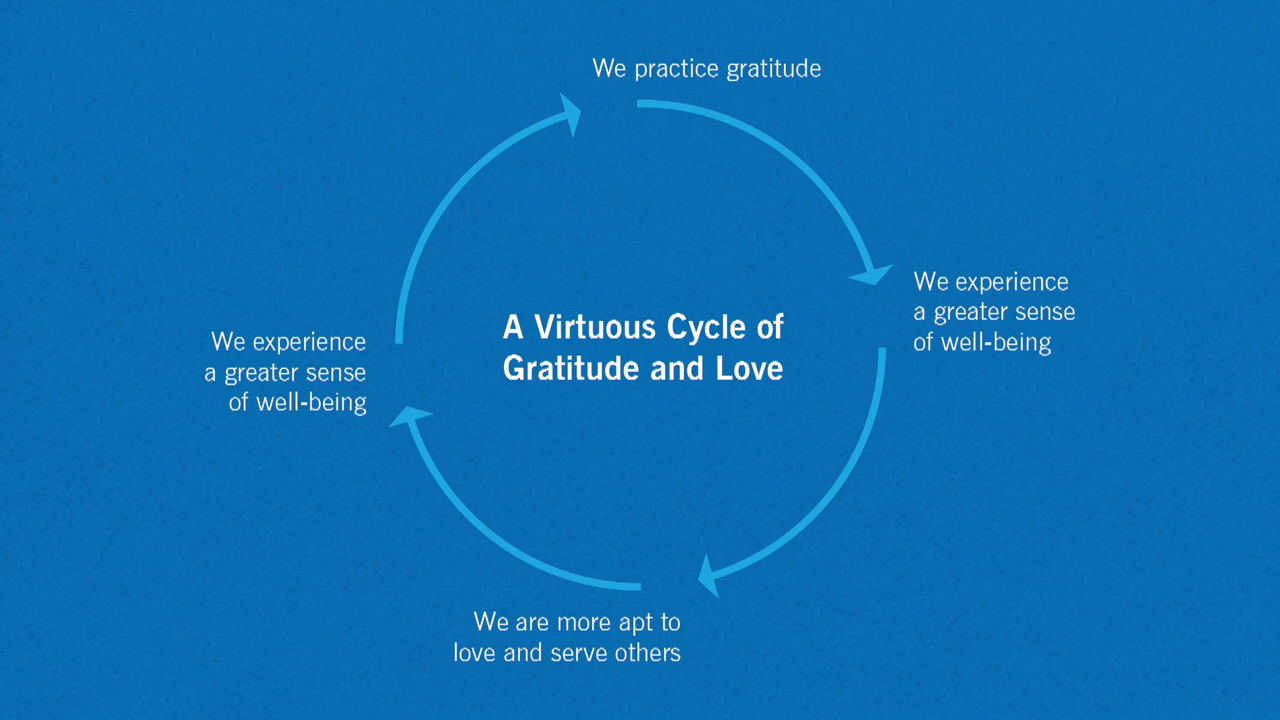 We practice gratitude
We experience
a greater sense
of well-being
A Virtuous Cycle of
Gratitude and Love
We experience
a greater sense
of well-being
We are more apt to
love and serve others